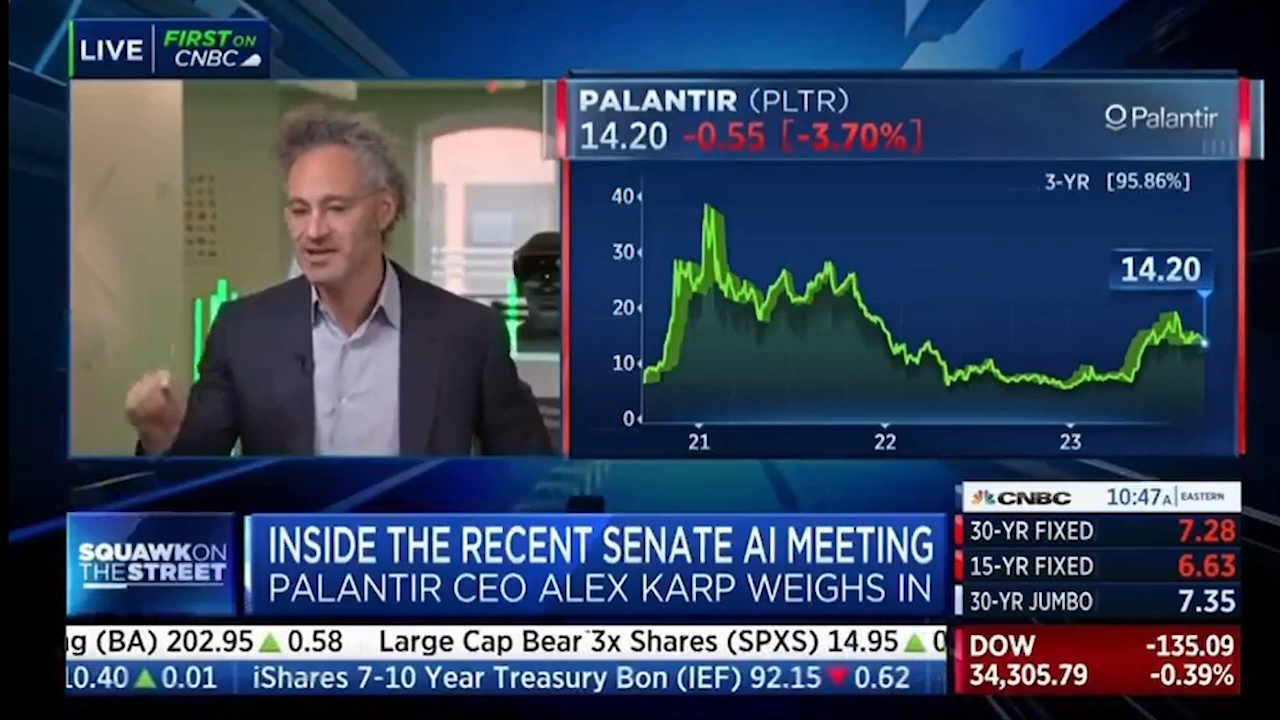 LIVE
FIRST ON
CNBC
PALANTIR (PLTR)
14.20 -0.55 [-3.70%]
Palantir
3-YR [95.86%]
40
30
20
10
0
14.20
21 22 23
SQUAWK ON
THE STREET
INSIDE THE RECENT SENATE AI MEETING
PALANTIR CEO ALEX KARP WEIGHS IN
CNBC 10:47A EASTERN
30-YR FIXED 7.28
15-YR FIXED 6.63
30-YR JUMBO 7.35
DOW -135.09
34,305.79 -0.39%
g (BA) 202.95 ▲ 0.58 Large Cap Bear 3x Shares (SPXS) 14.95 ▲ 0
10.40 ▲ 0.01 iShares 7-10 Year Treasury Bon (IEF) 92.15 ▼ 0.62